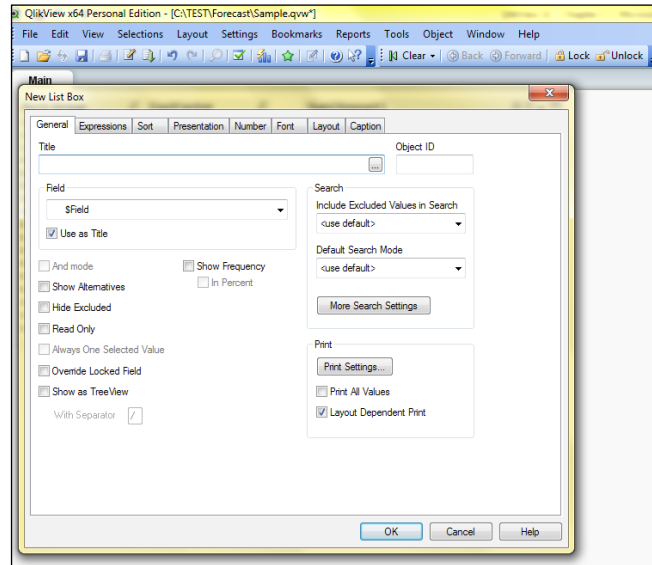 QlikView x64 Personal Edition - [C:\TEST\Forecast\Sample.qvw*]
File Edit View Selections Layout Settings Bookmarks Reports Tools Object Window Help
Clear Back Forward Lock Unlock
Main
New List Box
General Expressions Sort Presentation Number Font Layout Caption
Title Object ID
...
Field Search
Include Excluded Values in Search
$Field <use default>
Use as Title
Default Search Mode
And mode Show Frequency <use default>
Show Alternatives In Percent
Hide Excluded More Search Settings
Read Only
Always One Selected Value Print
Override Locked Field Print Settings...
Show as TreeView Print All Values
With Separator / Layout Dependent Print
OK Cancel Help